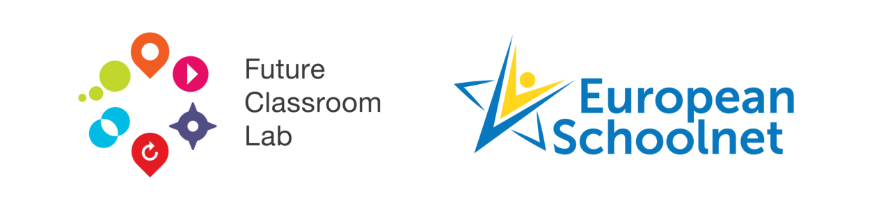 Future
Classroom
Lab
European
Schoolnet